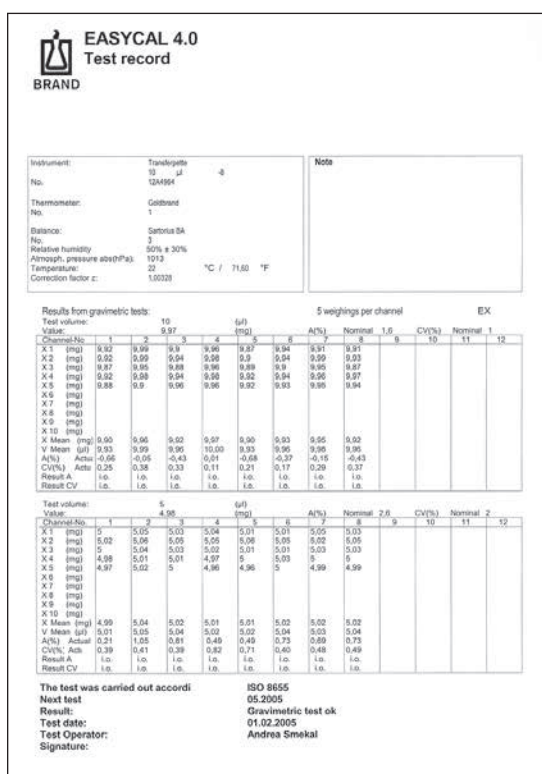 EASYCAL 4.0
Test record
BRAND
Instrument: Transferpette
10 µl -8
No. 12A4984
Thermometer: Goldbrand
No. 1
Balance: Sartorius BA
No. 3
Relative humidity 50% ± 30%
Atmosph. pressure abs(hPa): 1013
Temperature: 22 °C / 71,60 °F
Correction factor z: 1,00328
Note
Results from gravimetric tests: 5 weighings per channel EX
Test volume: 10 (µl)
Value: 9,97 (mg) A(%) Nominal 1,6 CV(%) Nominal 1
Channel-No. 1 2 3 4 5 6 7 8 9 10 11 12
X 1 (mg) 9,92 9,99 9,9 9,96 9,87 9,94 9,91 9,91
X 2 (mg) 9,92 9,99 9,94 9,98 9,9 9,94 9,99 9,93
X 3 (mg) 9,87 9,95 9,88 9,96 9,89 9,9 9,95 9,87
X 4 (mg) 9,92 9,98 9,94 9,98 9,92 9,94 9,96 9,97
X 5 (mg) 9,88 9,9 9,96 9,96 9,92 9,93 9,95 9,94
X 6 (mg)
X 7 (mg)
X 8 (mg)
X 9 (mg)
X 10 (mg)
X Mean (mg) 9,90 9,96 9,92 9,97 9,90 9,93 9,95 9,92
V Mean (µl) 9,93 9,99 9,96 10,00 9,93 9,96 9,98 9,96
A(%) Actua -0,66 -0,05 -0,43 0,01 -0,68 -0,37 -0,15 -0,43
CV(%) Actu 0,25 0,38 0,33 0,11 0,21 0,17 0,29 0,37
Result A i.o. i.o. i.o. i.o. i.o. i.o. i.o. i.o.
Result CV i.o. i.o. i.o. i.o. i.o. i.o. i.o. i.o.
Test volume: 5 (µl)
Value: 4,98 (mg) A(%) Nominal 2,6 CV(%) Nominal 2
Channel-No. 1 2 3 4 5 6 7 8 9 10 11 12
X 1 (mg) 5 5,05 5,03 5,04 5,01 5,01 5,05 5,03
X 2 (mg) 5,02 5,06 5,05 5,05 5,06 5,05 5,02 5,05
X 3 (mg) 5 5,04 5,03 5,02 5,01 5,01 5,03 5,03
X 4 (mg) 4,98 5,01 5,01 4,97 5 5,03 5 5
X 5 (mg) 4,97 5,02 5 4,96 4,96 5 4,99 4,99
X 6 (mg)
X 7 (mg)
X 8 (mg)
X 9 (mg)
X 10 (mg)
X Mean (mg) 4,99 5,04 5,02 5,01 5,01 5,02 5,02 5,02
V Mean (µl) 5,01 5,05 5,04 5,02 5,02 5,04 5,03 5,04
A(%) Actual 0,21 1,05 0,81 0,49 0,49 0,73 0,69 0,73
CV(%) Actu 0,39 0,41 0,39 0,82 0,71 0,40 0,48 0,49
Result A i.o. i.o. i.o. i.o. i.o. i.o. i.o. i.o.
Result CV i.o. i.o. i.o. i.o. i.o. i.o. i.o. i.o.
The test was carried out accordi ISO 8655
Next test 05.2005
Result: Gravimetric test ok
Test date: 01.02.2005
Test Operator: Andrea Smekal
Signature: